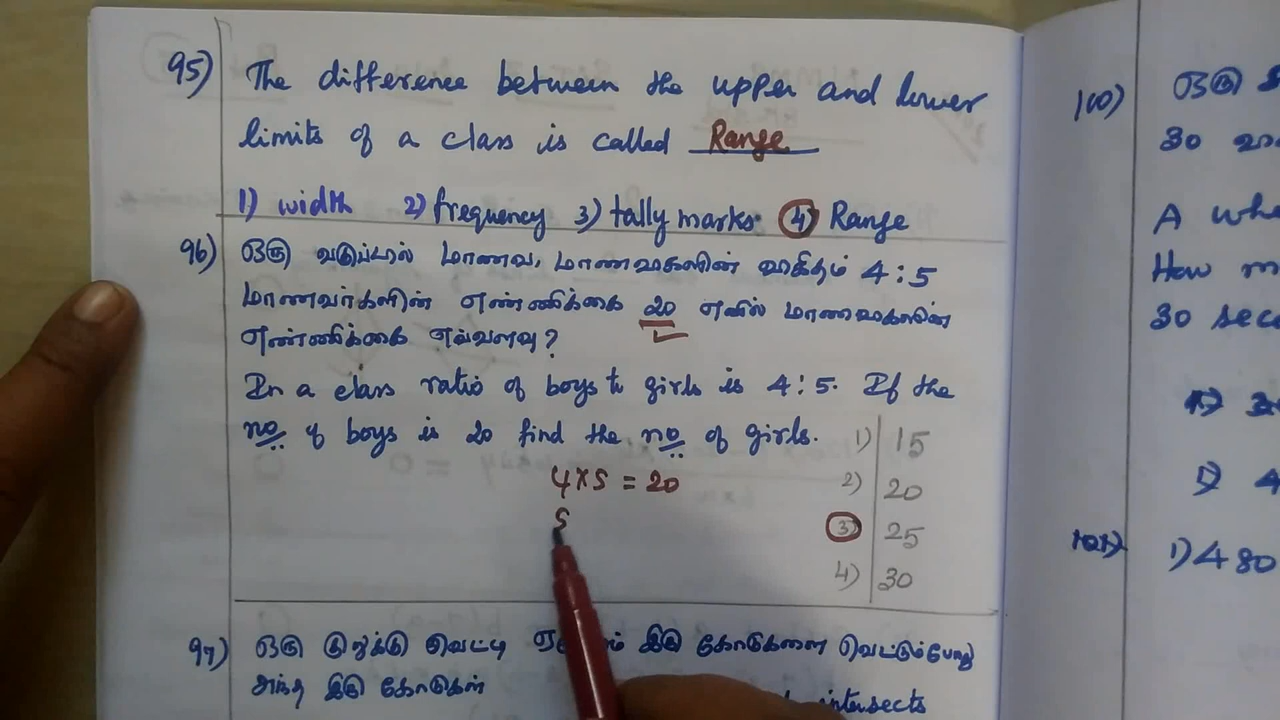 95) The difference between the upper and lower
limits of a class is called Range
1) width 2) frequency 3) tally marks 4) Range
96) ஒரு வகுப்பில் மாணவ, மாணவிகளின் விகிதம் 4 : 5
மாணவர்களின் எண்ணிக்கை 20 எனில் மாணவிகளின்
எண்ணிக்கை எவ்வளவு?
In a class ratio of boys to girls is 4 : 5. If the
no of boys is 20 find the no of girls.
1) 15
2) 20
3) 25
4) 30
4 x 5 = 20
5
97) ஒரு குறுக்கு வெட்டி இரு கோடுகளை வெட்டும்போது
அந்த இரு கோடுகள்
intersects
100) ஒரு
30
A
How
30 sec
1) 480